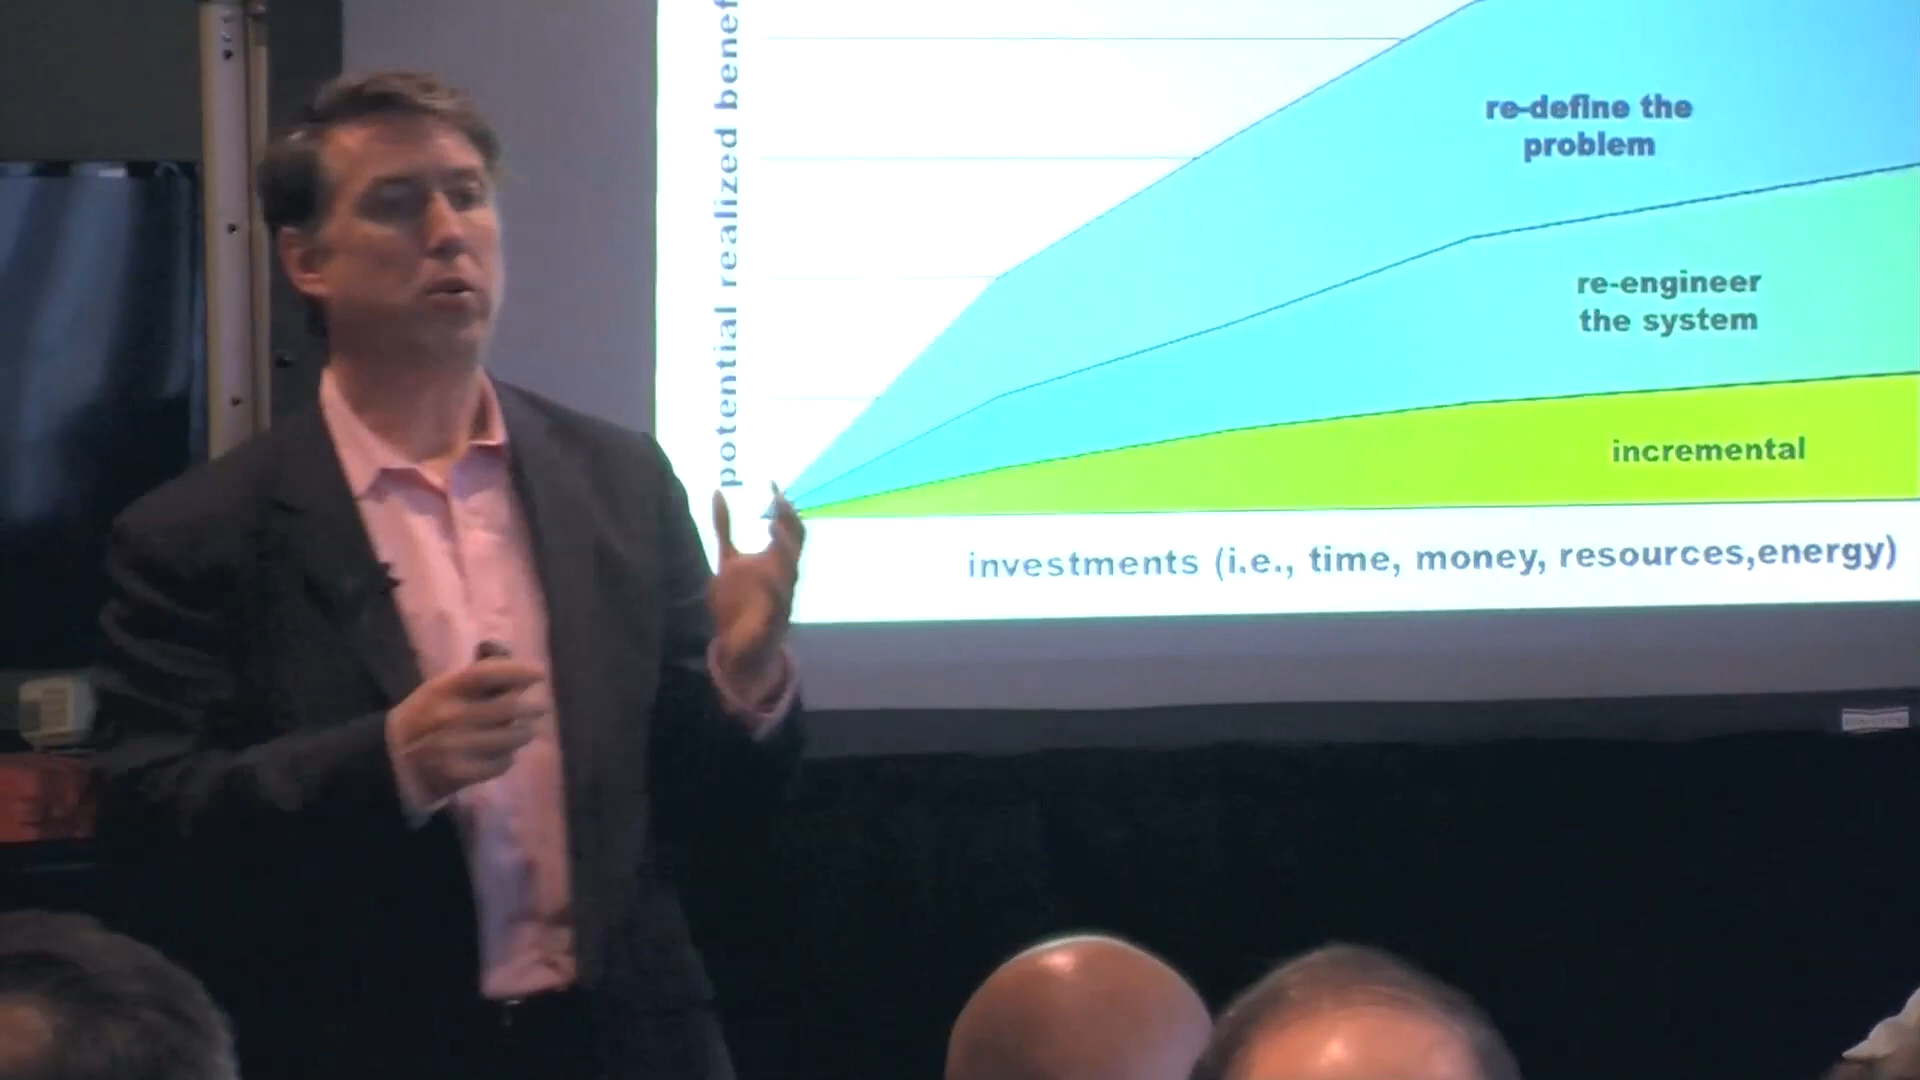 potential realized benef
re-define the
problem
re-engineer
the system
incremental
investments (i.e., time, money, resources,energy)